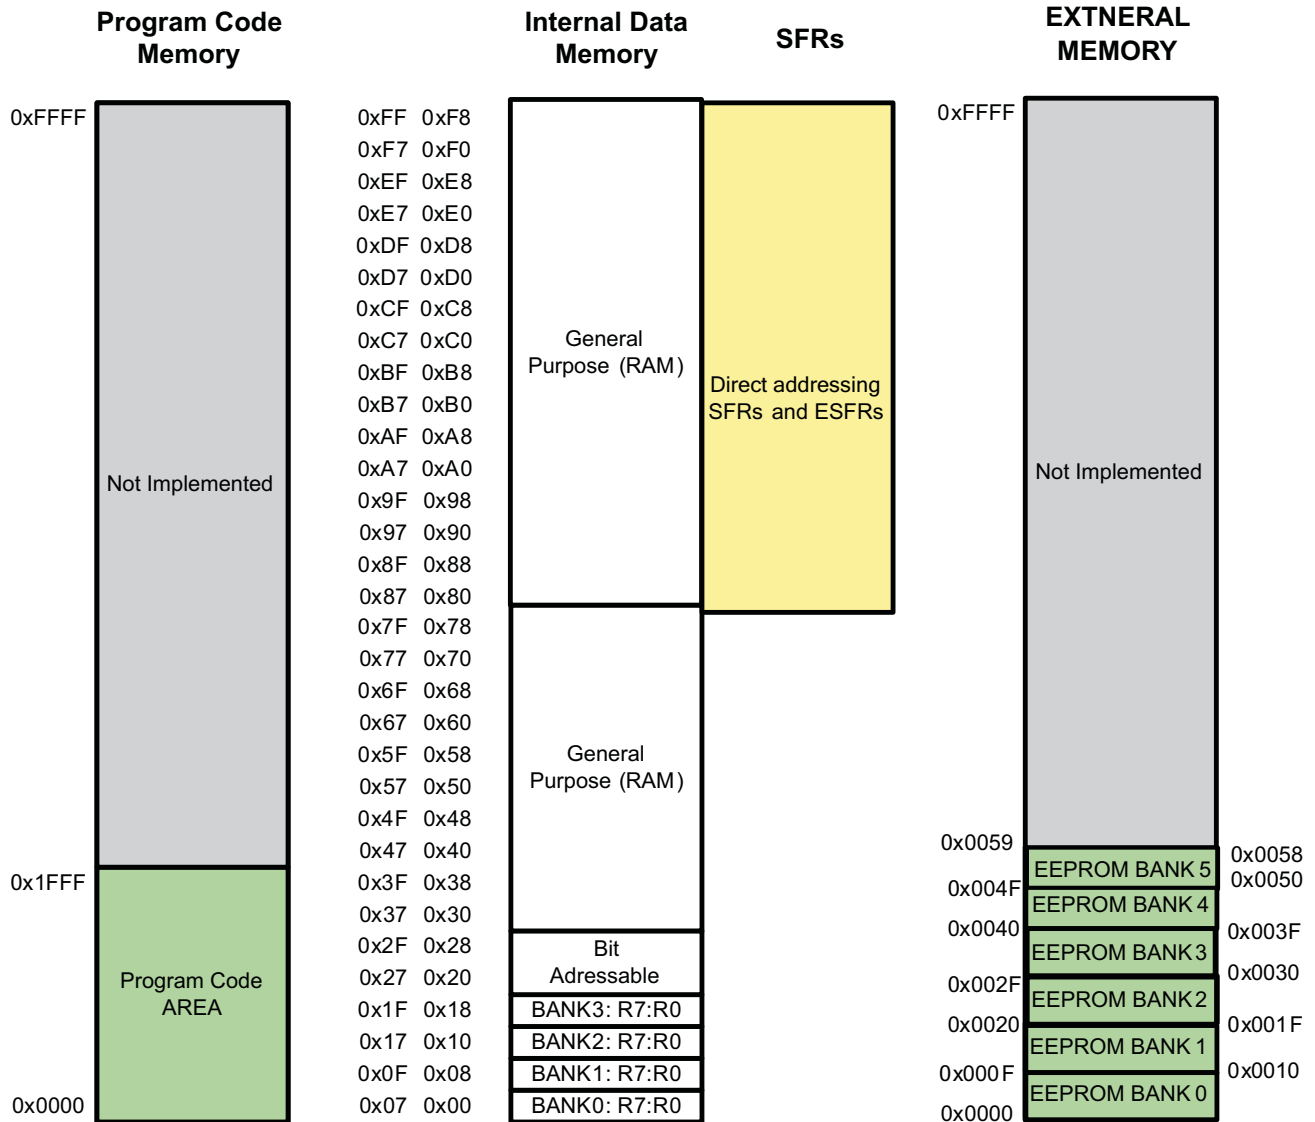 Program Code
Memory
Internal Data
Memory
SFRs
EXTNERAL
MEMORY
0xFFFF
0x1FFF
0x0000
Not Implemented
Program Code
AREA
0xFF 0xF8
0xF7 0xF0
0xEF 0xE8
0xE7 0xE0
0xDF 0xD8
0xD7 0xD0
0xCF 0xC8
0xC7 0xC0
0xBF 0xB8
0xB7 0xB0
0xAF 0xA8
0xA7 0xA0
0x9F 0x98
0x97 0x90
0x8F 0x88
0x87 0x80
0x7F 0x78
0x77 0x70
0x6F 0x68
0x67 0x60
0x5F 0x58
0x57 0x50
0x4F 0x48
0x47 0x40
0x3F 0x38
0x37 0x30
0x2F 0x28
0x27 0x20
0x1F 0x18
0x17 0x10
0x0F 0x08
0x07 0x00
General
Purpose (RAM)
General
Purpose (RAM)
Bit
Adressable
BANK3: R7:R0
BANK2: R7:R0
BANK1: R7:R0
BANK0: R7:R0
Direct addressing
SFRs and ESFRs
0xFFFF
0x0059
0x004F
0x0040
0x002F
0x0020
0x000F
0x0000
Not Implemented
EEPROM BANK 5
EEPROM BANK 4
EEPROM BANK 3
EEPROM BANK 2
EEPROM BANK 1
EEPROM BANK 0
0x0058
0x0050
0x003F
0x0030
0x001F
0x0010